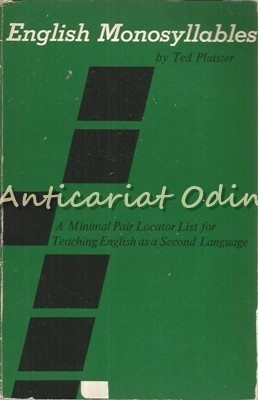 English Monosyllables
by Ted Plaister
Anticariat Odin
A Minimal Pair Locator List for
Teaching English as a Second Language